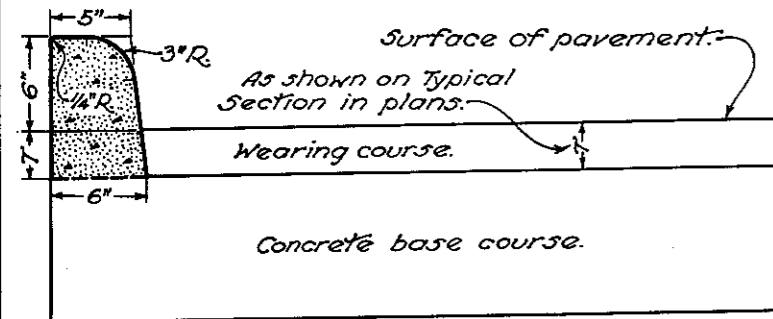 5"
3"R.
Surface of pavement.
6"
1/4"R.
As shown on Typical
Section in plans.
T
Wearing course.
T
6"
Concrete base course.